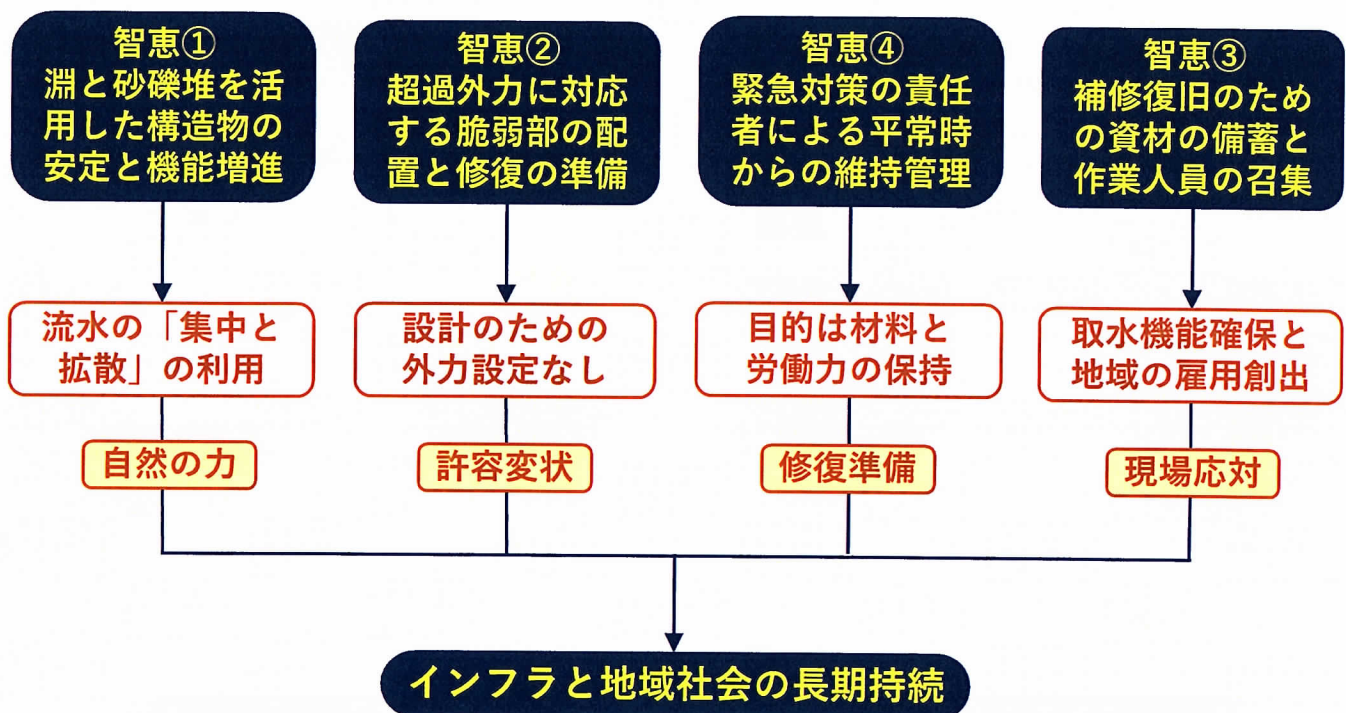 智恵①
淵と砂礫堆を活
用した構造物の
安定と機能増進
智恵②
超過外力に対応
する脆弱部の配
置と修復の準備
智恵④
緊急対策の責任
者による平常時
からの維持管理
智恵③
補修復旧のため
の資材の備蓄と
作業人員の召集
流水の「集中と
拡散」の利用
設計のための
外力設定なし
目的は材料と
労働力の保持
取水機能確保と
地域の雇用創出
自然の力
許容変状
修復準備
現場応対
インフラと地域社会の長期持続